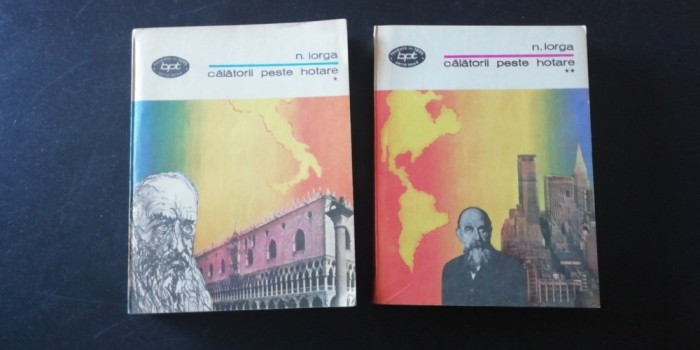 n. iorga
călătorii peste hotare
*
bpt
n. iorga
călătorii peste hotare
**
bpt